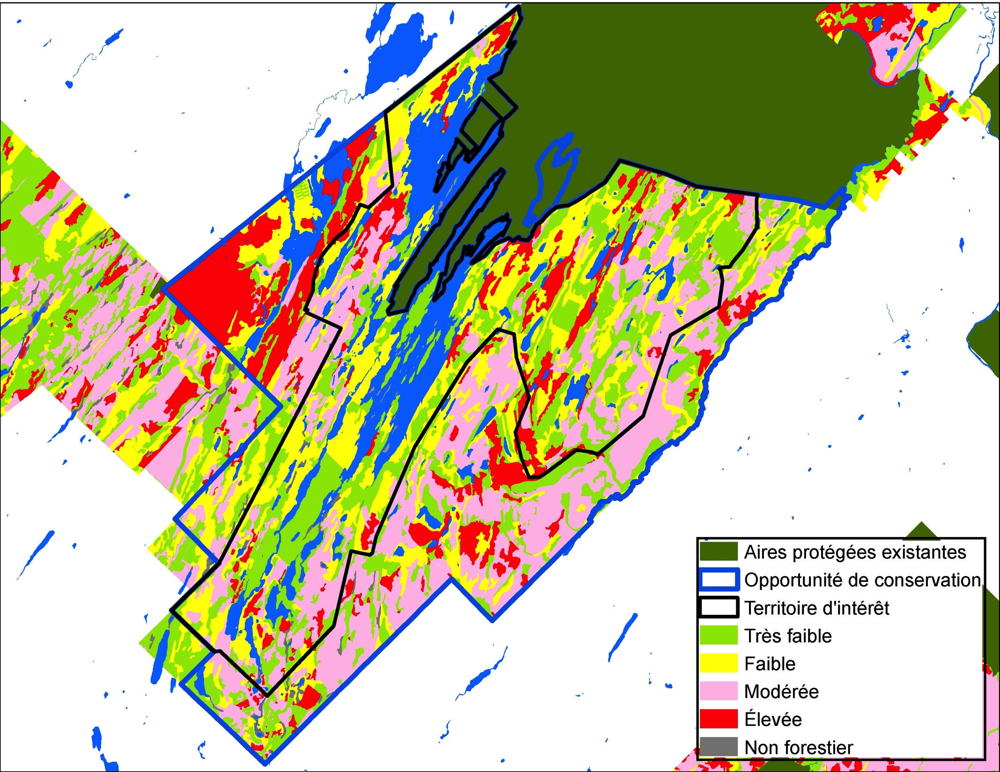 Aires protégées existantes
Opportunité de conservation
Territoire d'intérêt
Très faible
Faible
Modérée
Élevée
Non forestier